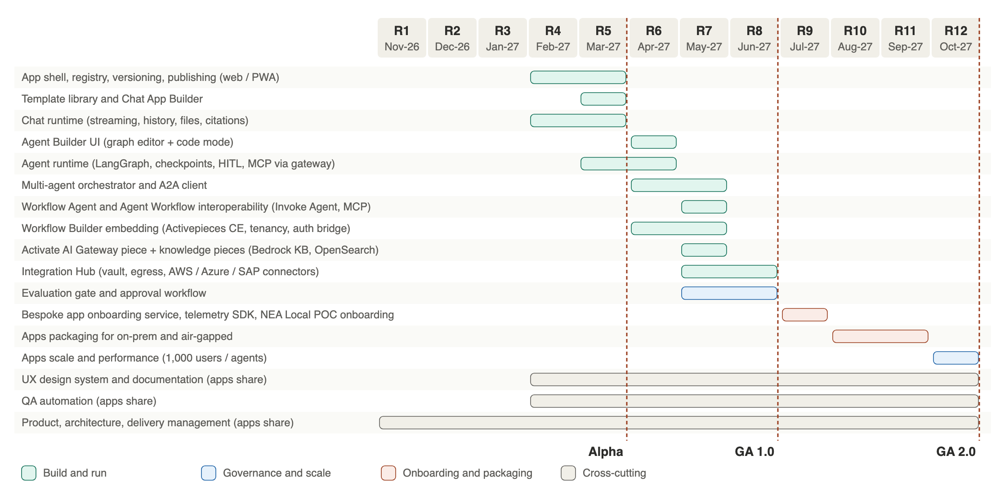 R1 R2 R3 R4 R5 R6 R7 R8 R9 R10 R11 R12
Nov-26 Dec-26 Jan-27 Feb-27 Mar-27 Apr-27 May-27 Jun-27 Jul-27 Aug-27 Sep-27 Oct-27
App shell, registry, versioning, publishing (web / PWA)
Template library and Chat App Builder
Chat runtime (streaming, history, files, citations)
Agent Builder UI (graph editor + code mode)
Agent runtime (LangGraph, checkpoints, HITL, MCP via gateway)
Multi-agent orchestrator and A2A client
Workflow Agent and Agent Workflow interoperability (Invoke Agent, MCP)
Workflow Builder embedding (Activepieces CE, tenancy, auth bridge)
Activate AI Gateway piece + knowledge pieces (Bedrock KB, OpenSearch)
Integration Hub (vault, egress, AWS / Azure / SAP connectors)
Evaluation gate and approval workflow
Bespoke app onboarding service, telemetry SDK, NEA Local POC onboarding
Apps packaging for on-prem and air-gapped
Apps scale and performance (1,000 users / agents)
UX design system and documentation (apps share)
QA automation (apps share)
Product, architecture, delivery management (apps share)
Alpha GA 1.0 GA 2.0
Build and run Governance and scale Onboarding and packaging Cross-cutting